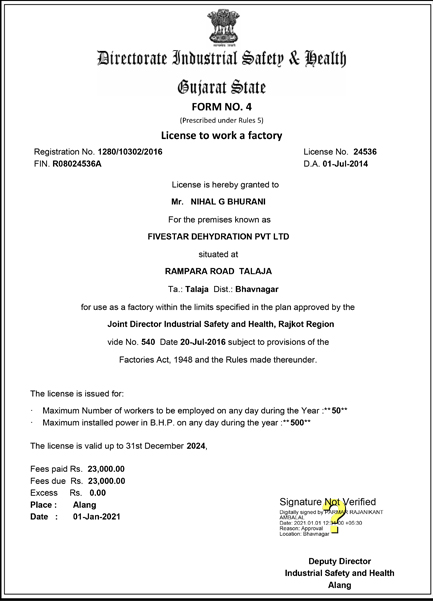 Directorate Industrial Safety & Health
Gujarat State
FORM NO. 4
(Prescribed under Rules 5)
License to work a factory
Registration No. 1280/10302/2016 License No. 24536
FIN. R08024536A D.A. 01-Jul-2014
License is hereby granted to
Mr. NIHAL G BHURANI
For the premises known as
FIVESTAR DEHYDRATION PVT LTD
situated at
RAMPARA ROAD TALAJA
Ta.: Talaja Dist.: Bhavnagar
for use as a factory within the limits specified in the plan approved by the
Joint Director Industrial Safety and Health, Rajkot Region
vide No. 540 Date 20-Jul-2016 subject to provisions of the
Factories Act, 1948 and the Rules made thereunder.
The license is issued for:
· Maximum Number of workers to be employed on any day during the Year :**50**
· Maximum installed power in B.H.P. on any day during the year :**500**
The license is valid up to 31st December 2024,
Fees paid Rs. 23,000.00
Fees due Rs. 23,000.00
Excess Rs. 0.00
Place : Alang
Date : 01-Jan-2021
Signature Not Verified
Digitally signed by PARMAR RAJANIKANT
AMBALAL
Date: 2021.01.01 +05:30
Reason: Approval
Location: Bhavnagar
?
Deputy Director
Industrial Safety and Health
Alang